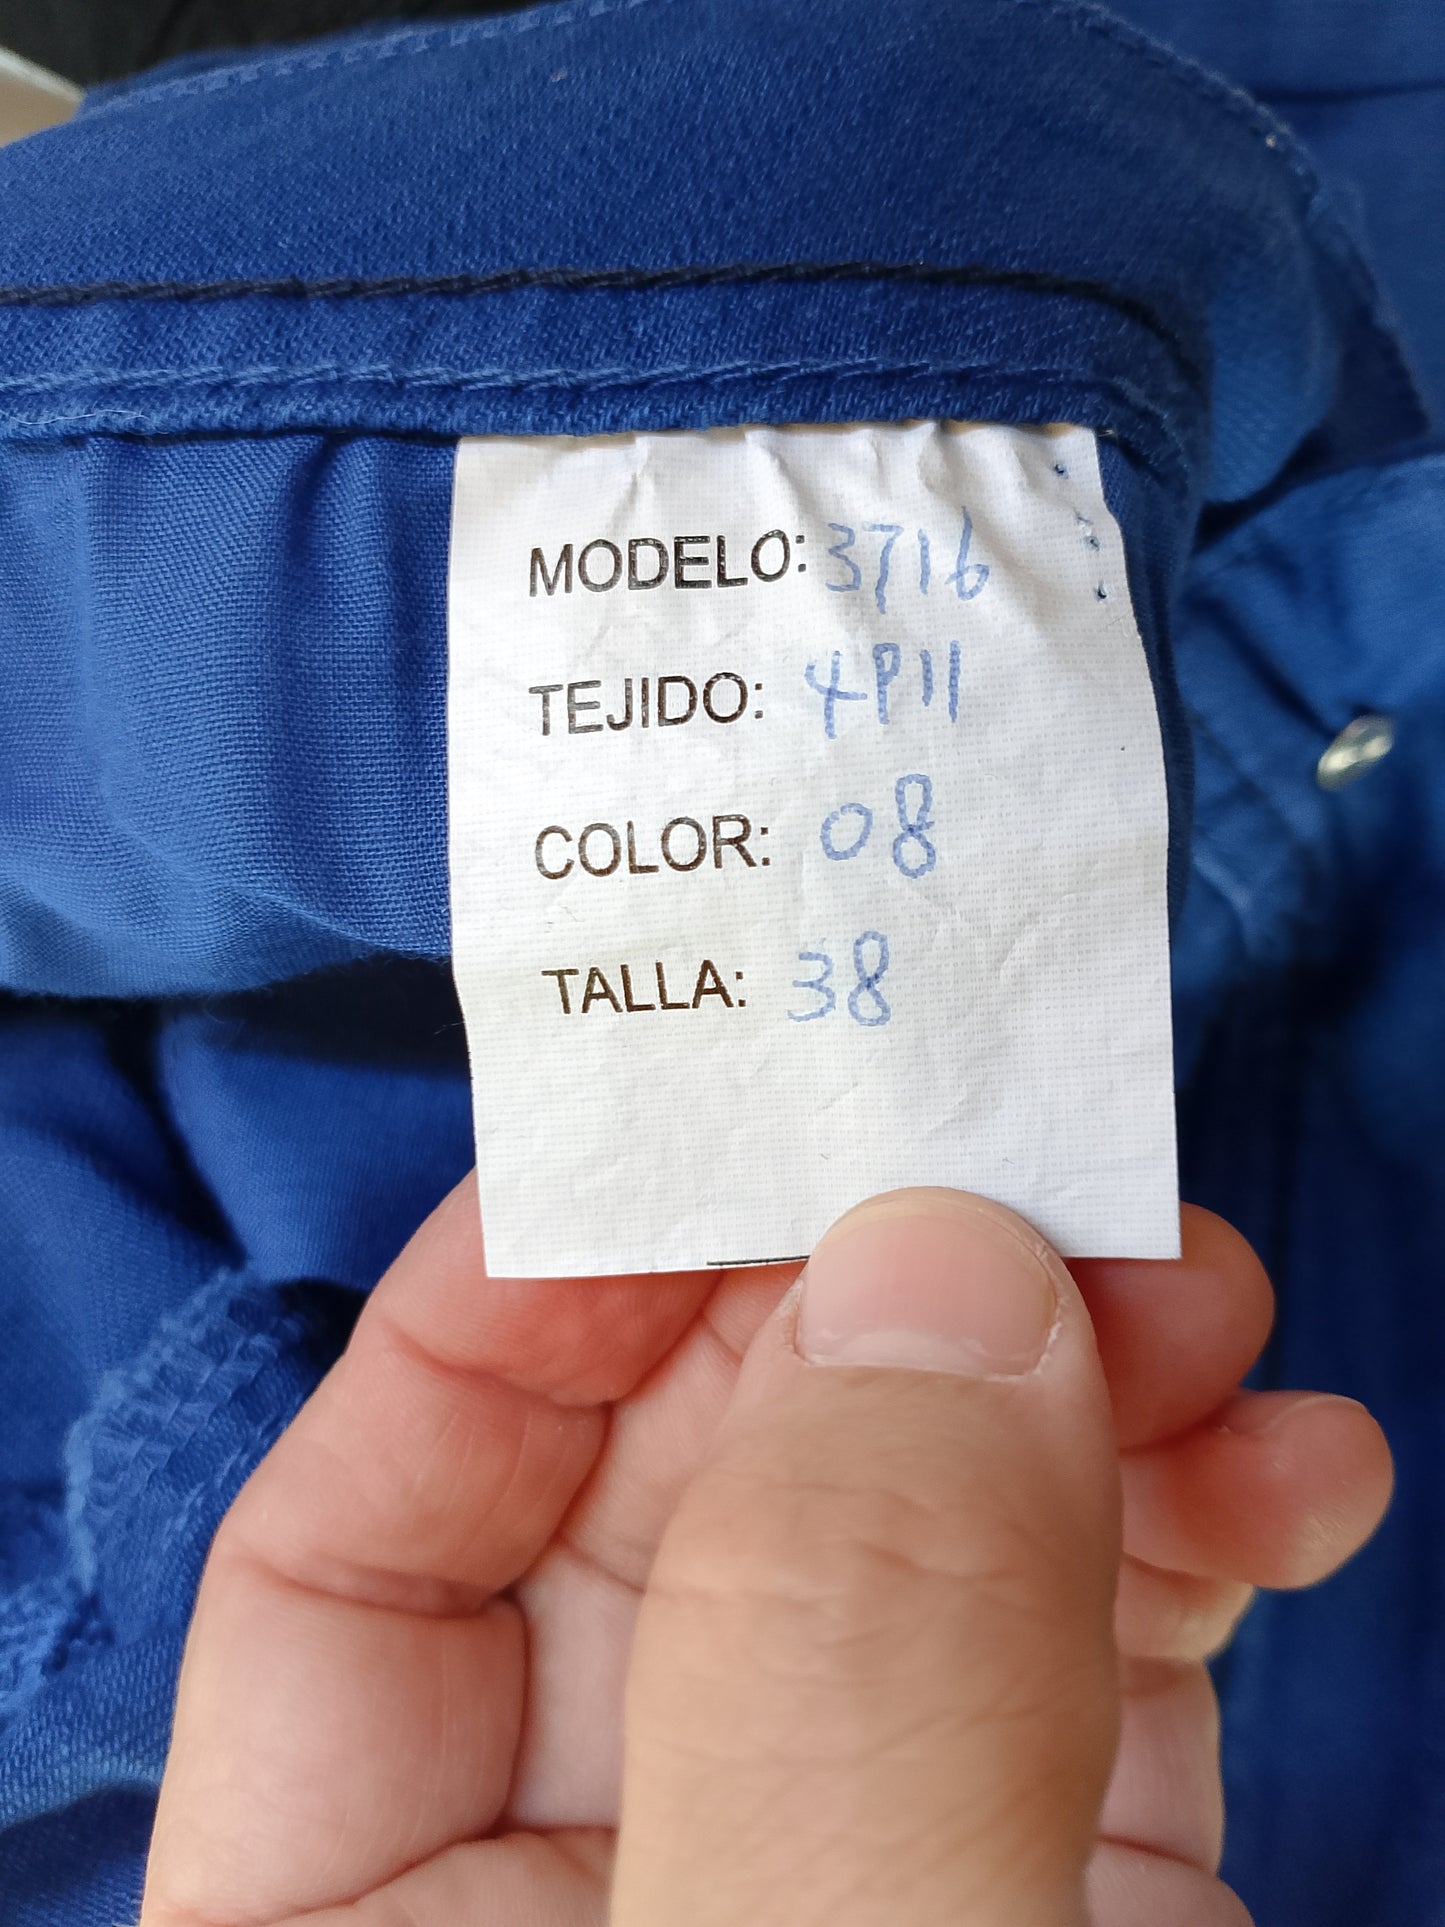 MODELO: 3716
TEJIDO: 4P11
COLOR: 08
TALLA: 38